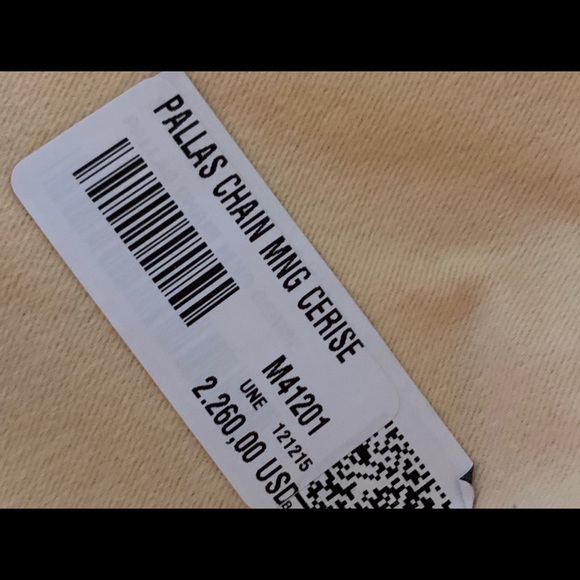 PALLAS CHAIN MNG CERISE
M41201
UNE 121215
2.260,00 USD